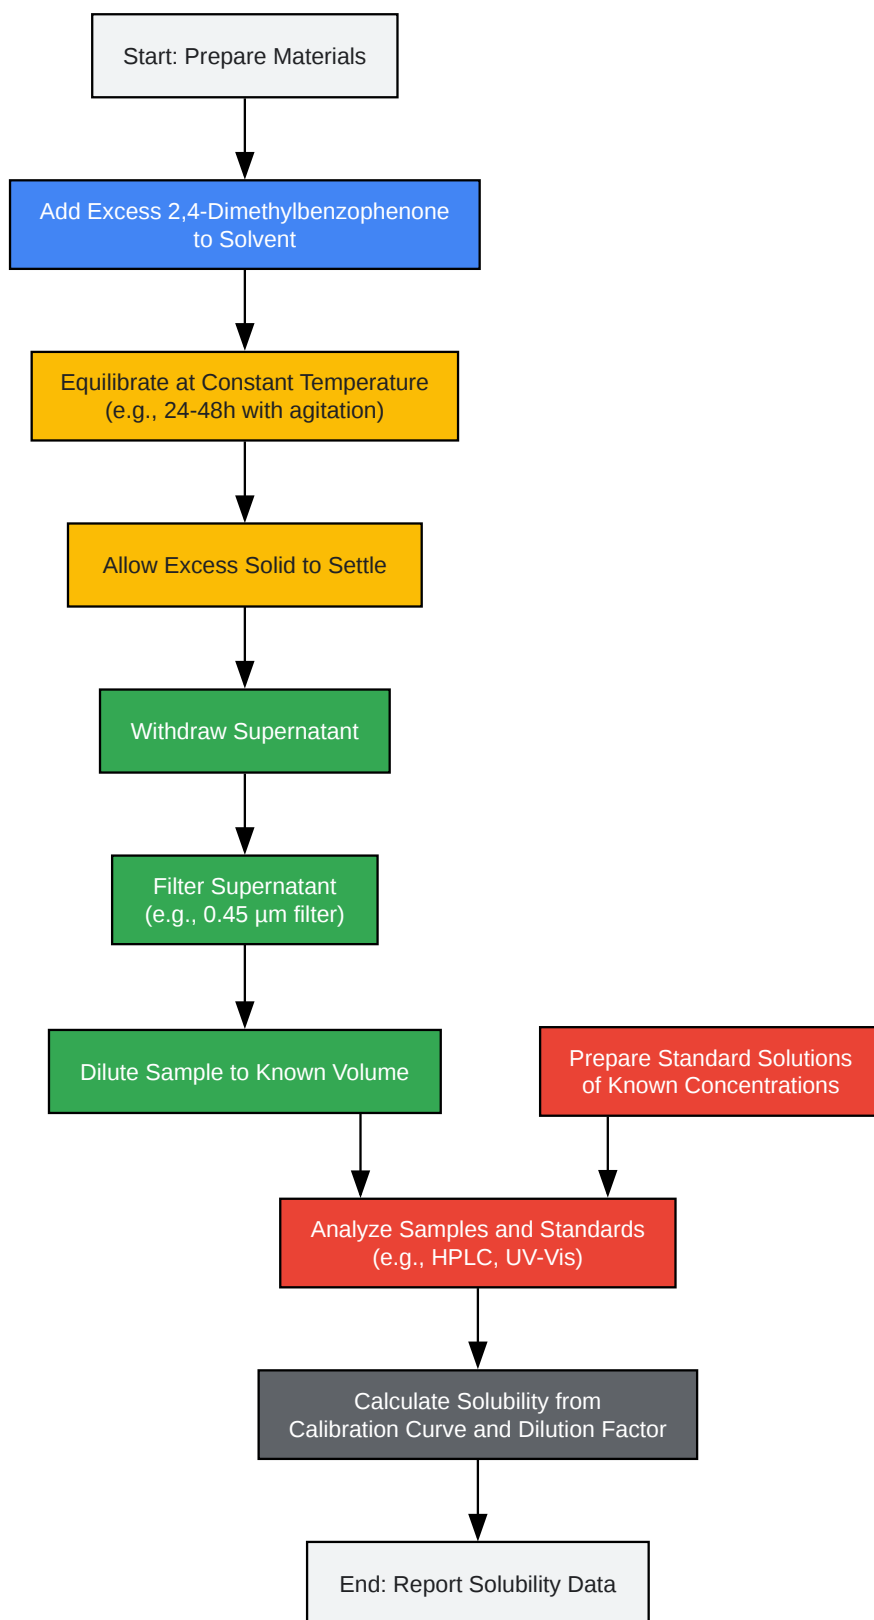 Start: Prepare Materials
Add Excess 2,4-Dimethylbenzophenone
to Solvent
Equilibrate at Constant Temperature
(e.g., 24-48h with agitation)
Allow Excess Solid to Settle
Withdraw Supernatant
Filter Supernatant
(e.g., 0.45 µm filter)
Dilute Sample to Known Volume
Prepare Standard Solutions
of Known Concentrations
Analyze Samples and Standards
(e.g., HPLC, UV-Vis)
Calculate Solubility from
Calibration Curve and Dilution Factor
End: Report Solubility Data